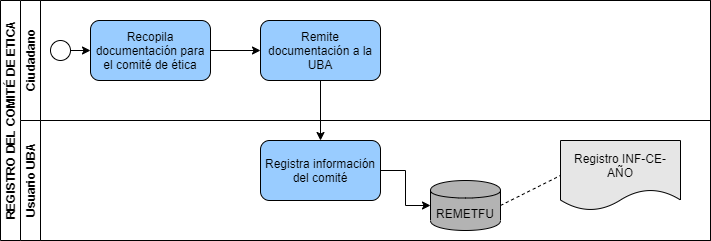 REGISTRO DEL COMITÉ DE ETICA
Ciudadano
Recopila
documentación para
el comité de ética
Remite
documentación a la
UBA
Usuario UBA
Registra información
del comité
REMETFU
Registro INF-CE-
AÑO